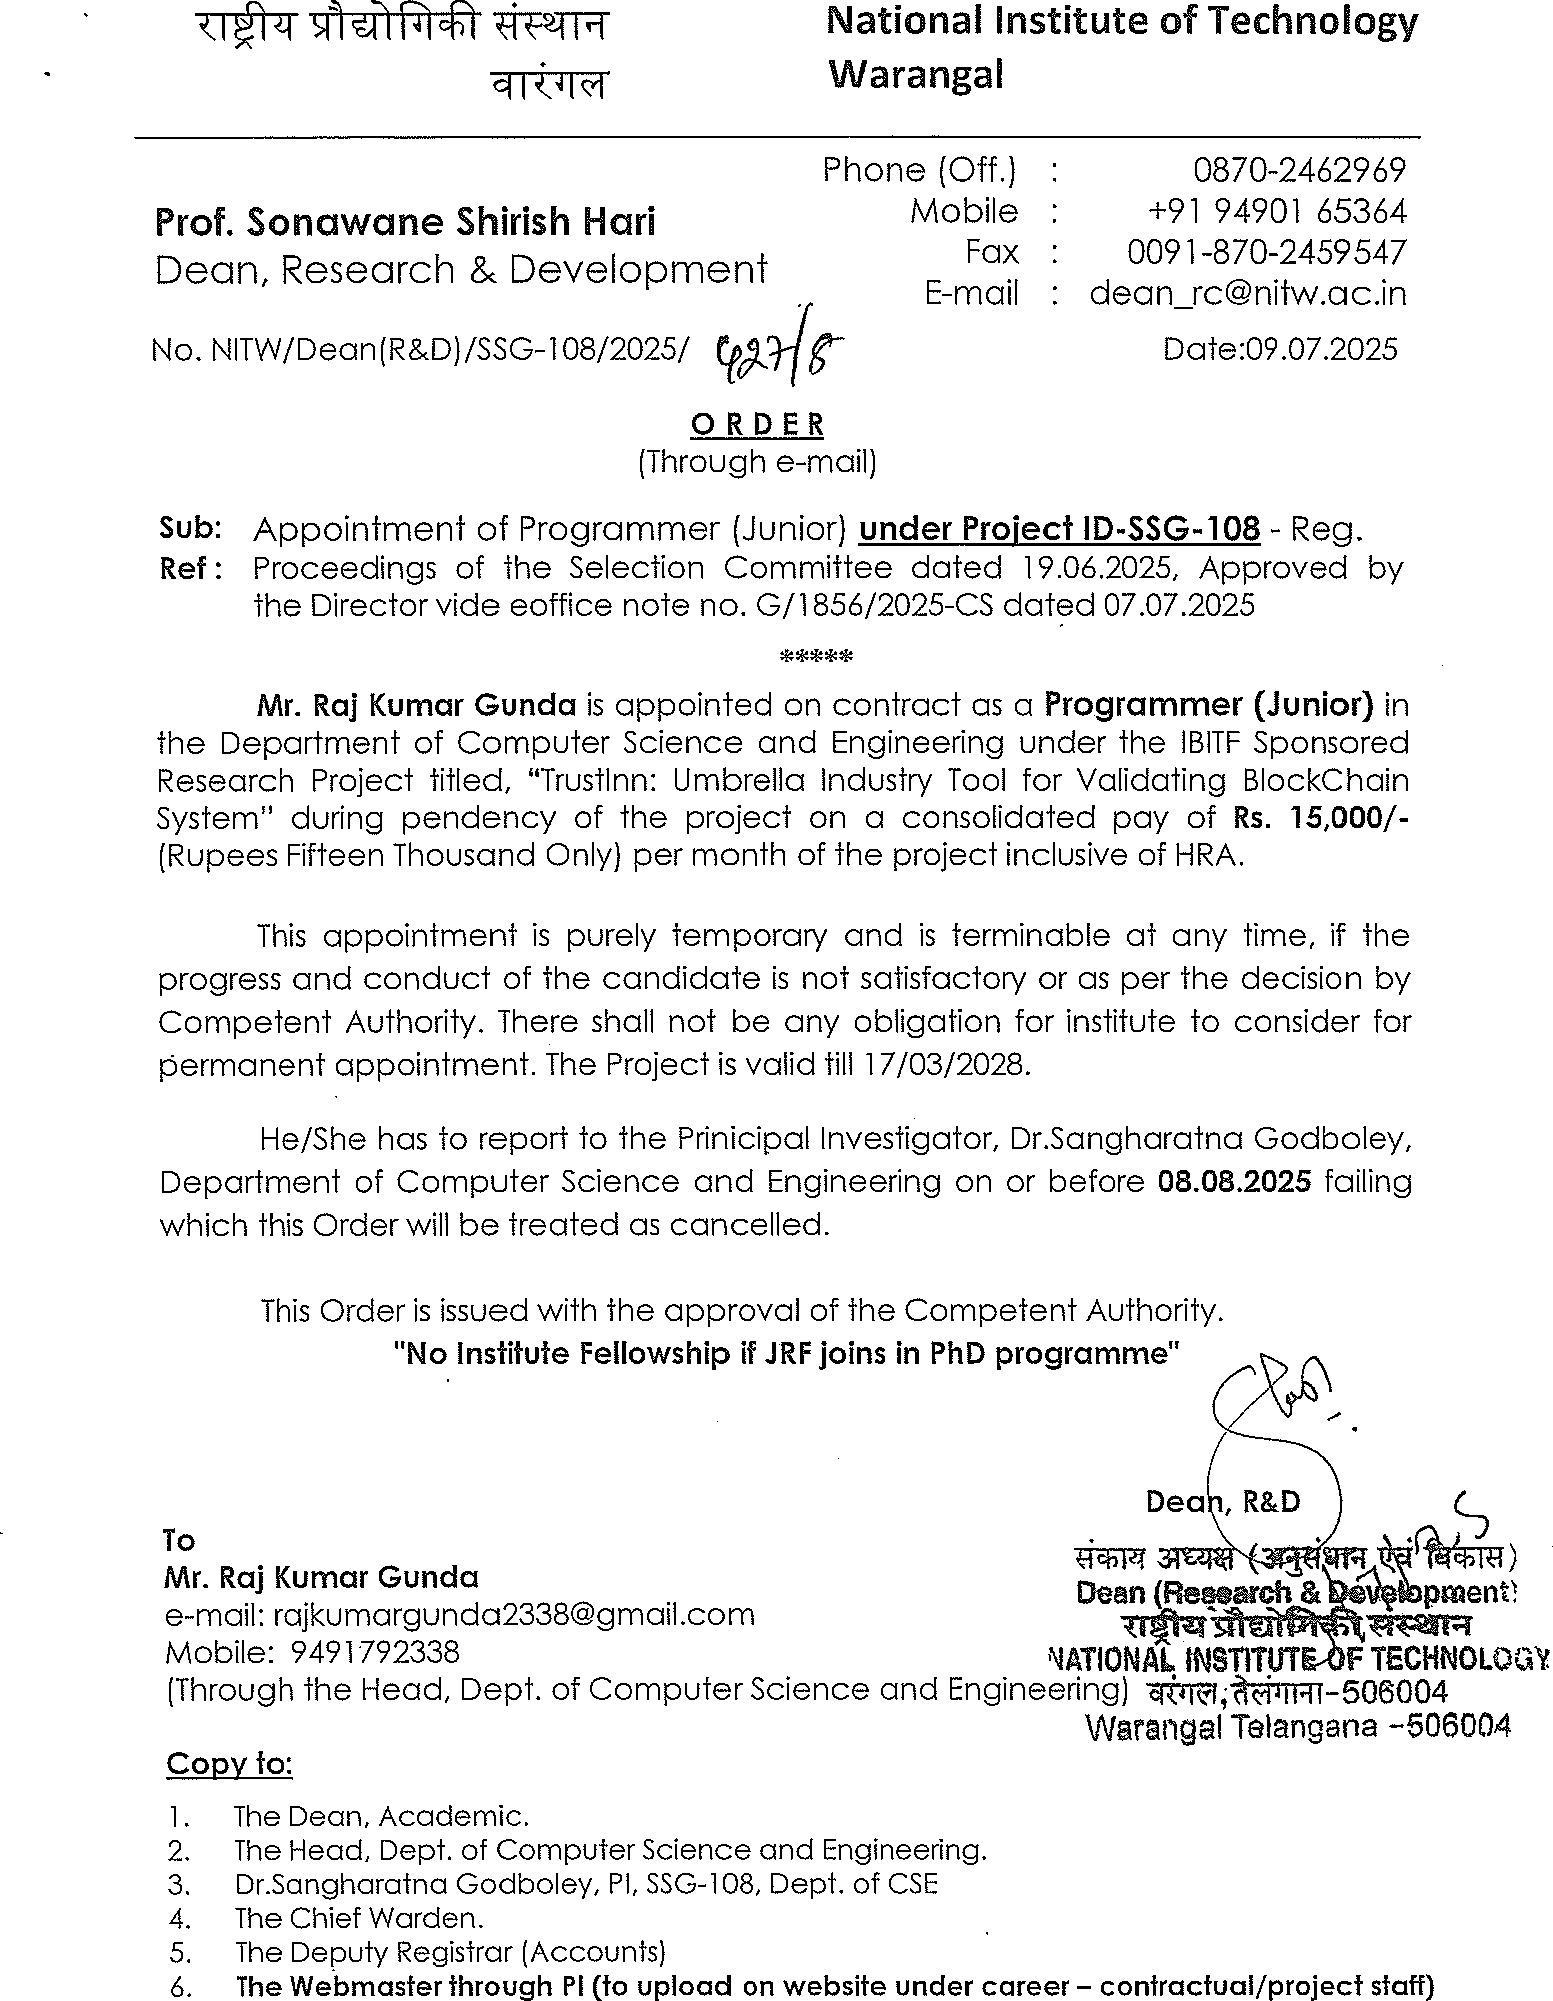 राष्ट्रीय प्रौद्योगिकी संस्थान
वारंगल
National Institute of Technology
Warangal
Prof. Sonawane Shirish Hari
Dean, Research & Development
Phone (Off.) : 0870-2462969
Mobile : +91 94901 65364
Fax : 0091-870-2459547
E-mail : dean_rc@nitw.ac.in
No. NITW/Dean(R&D)/SSG-108/2025/ 427/8
Date:09.07.2025
O R D E R
(Through e-mail)
Sub: Appointment of Programmer (Junior) under Project ID-SSG-108 - Reg.
Ref : Proceedings of the Selection Committee dated 19.06.2025, Approved by
the Director vide eoffice note no. G/1856/2025-CS dated 07.07.2025
*****
Mr. Raj Kumar Gunda is appointed on contract as a Programmer (Junior) in
the Department of Computer Science and Engineering under the IBITF Sponsored
Research Project titled, “TrustInn: Umbrella Industry Tool for Validating BlockChain
System” during pendency of the project on a consolidated pay of Rs. 15,000/-
(Rupees Fifteen Thousand Only) per month of the project inclusive of HRA.
This appointment is purely temporary and is terminable at any time, if the
progress and conduct of the candidate is not satisfactory or as per the decision by
Competent Authority. There shall not be any obligation for institute to consider for
permanent appointment. The Project is valid till 17/03/2028.
He/She has to report to the Prinicipal Investigator, Dr.Sangharatna Godboley,
Department of Computer Science and Engineering on or before 08.08.2025 failing
which this Order will be treated as cancelled.
This Order is issued with the approval of the Competent Authority.
"No Institute Fellowship if JRF joins in PhD programme"
Dean, R&D
संकाय अध्यक्ष (अनुसंधान एवं विकास)
Dean (Research & Development)
राष्ट्रीय प्रौद्योगिकी संस्थान
NATIONAL INSTITUTE OF TECHNOLOGY
वरंगल, तेलंगाना-506004
Warangal Telangana -506004
To
Mr. Raj Kumar Gunda
e-mail: rajkumargunda2338@gmail.com
Mobile: 9491792338
(Through the Head, Dept. of Computer Science and Engineering)
Copy to:
1. The Dean, Academic.
2. The Head, Dept. of Computer Science and Engineering.
3. Dr.Sangharatna Godboley, PI, SSG-108, Dept. of CSE
4. The Chief Warden.
5. The Deputy Registrar (Accounts)
6. The Webmaster through PI (to upload on website under career – contractual/project staff)